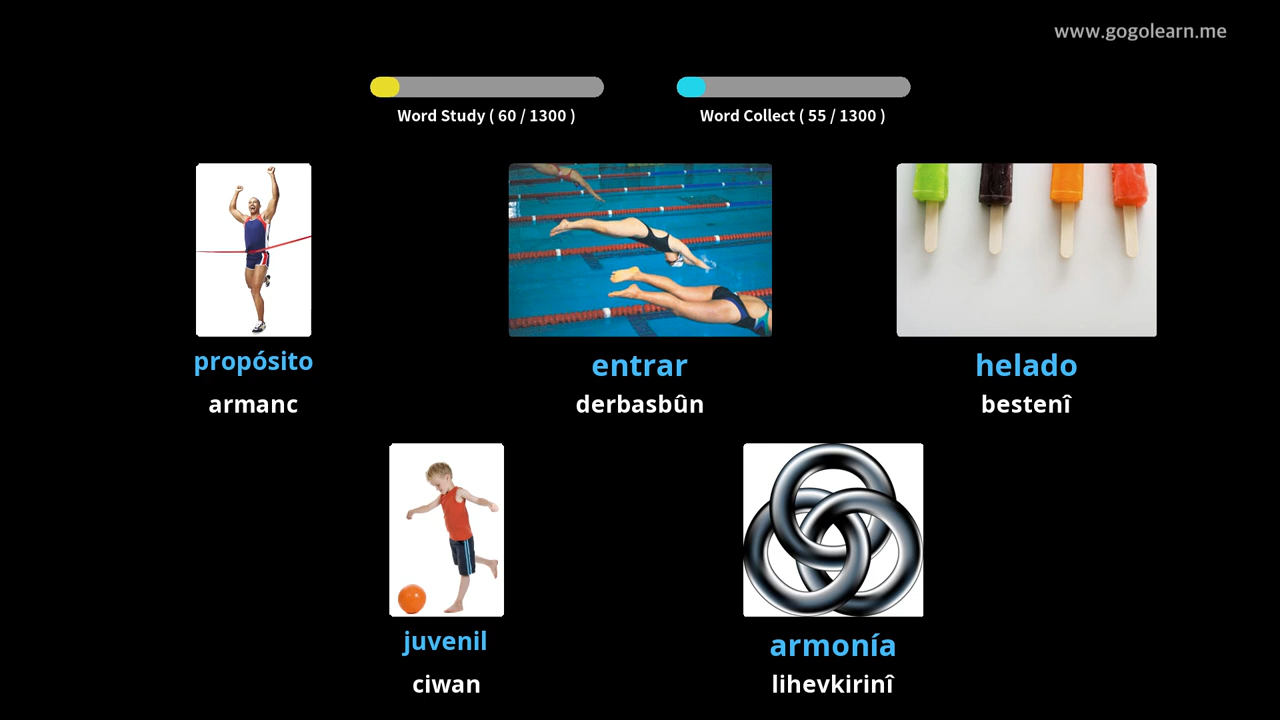 www.gogolearn.me
Word Study ( 60 / 1300 )
Word Collect ( 55 / 1300 )
propósito
armanc
entrar
derbasbûn
helado
bestenî
juvenil
ciwan
armonía
lihevkirinî